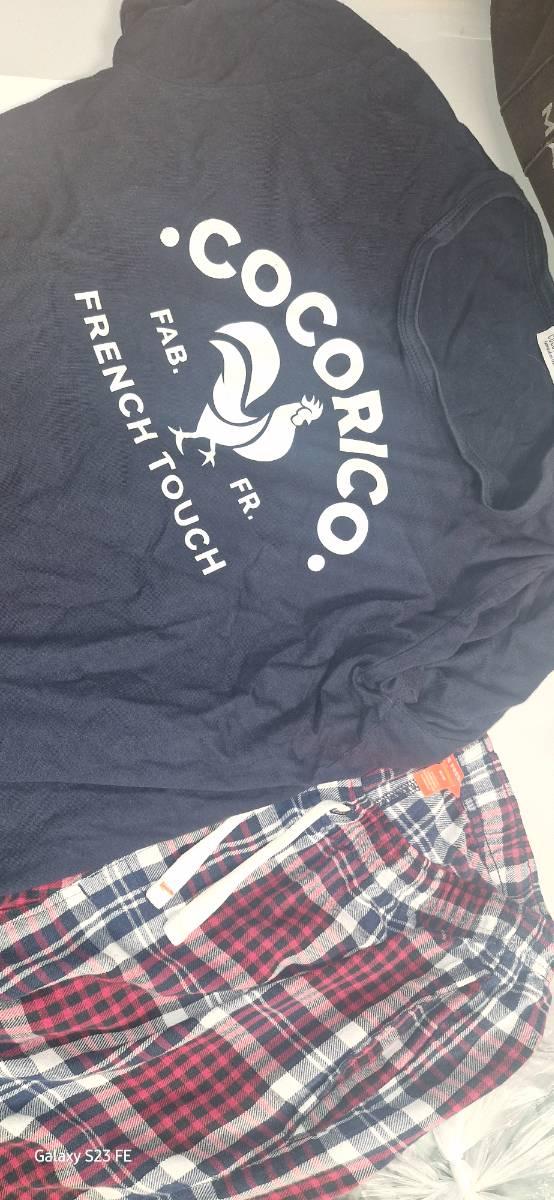 .COCORICO.
FAB. FR.
FRENCH TOUCH
Galaxy S23 FE